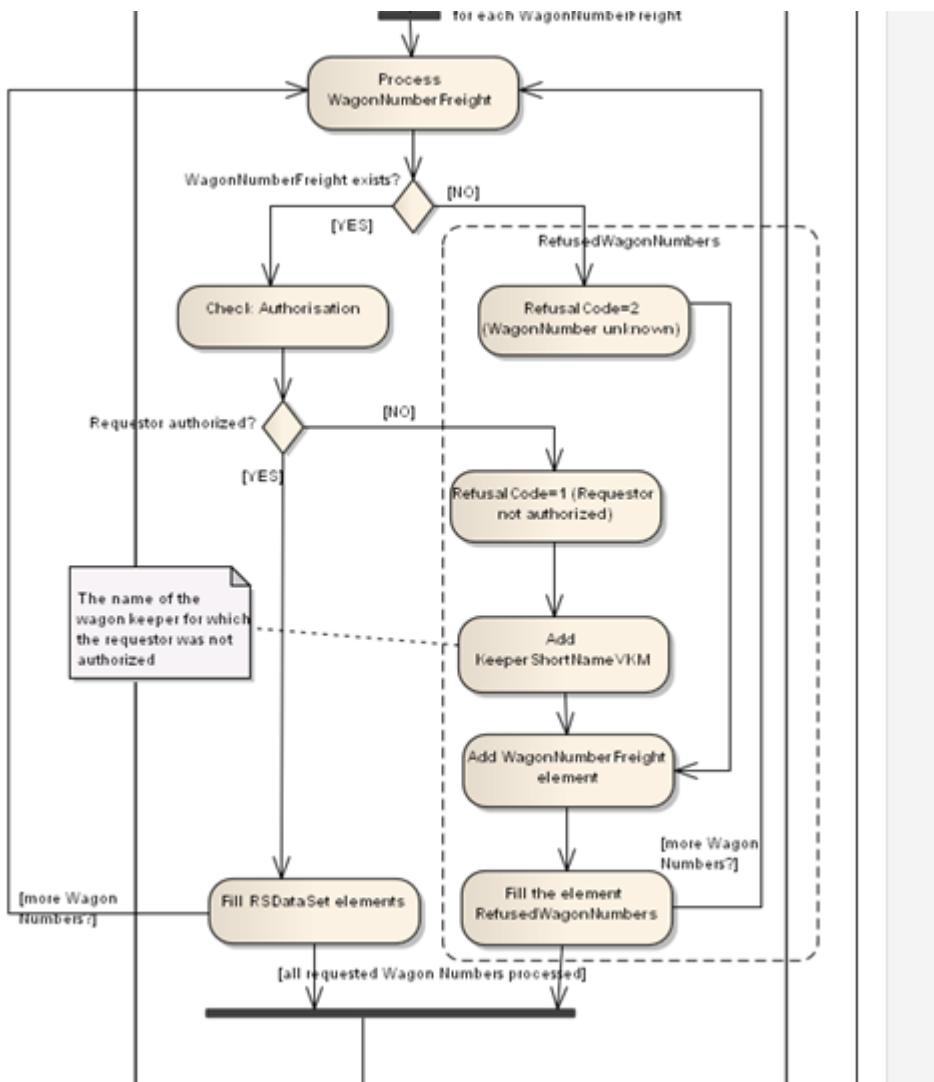 for each WagonNumberFreight
Process
WagonNumberFreight
WagonNumberFreight exists?
[NO]
[YES]
RefusedWagonNumbers
Check Authorisation
RefusalCode=2
(WagonNumber unknown)
Requestor authorized?
[NO]
[YES]
RefusalCode=1 (Requestor
not authorized)
The name of the
wagon keeper for which
the requestor was not
authorized
Add
KeeperShortNameVKM
Add WagonNumberFreight
element
[more Wagon
Numbers?]
Fill RSDataSet elements
Fill the element
RefusedWagonNumbers
[more Wagon
Numbers?]
[all requested Wagon Numbers processed]